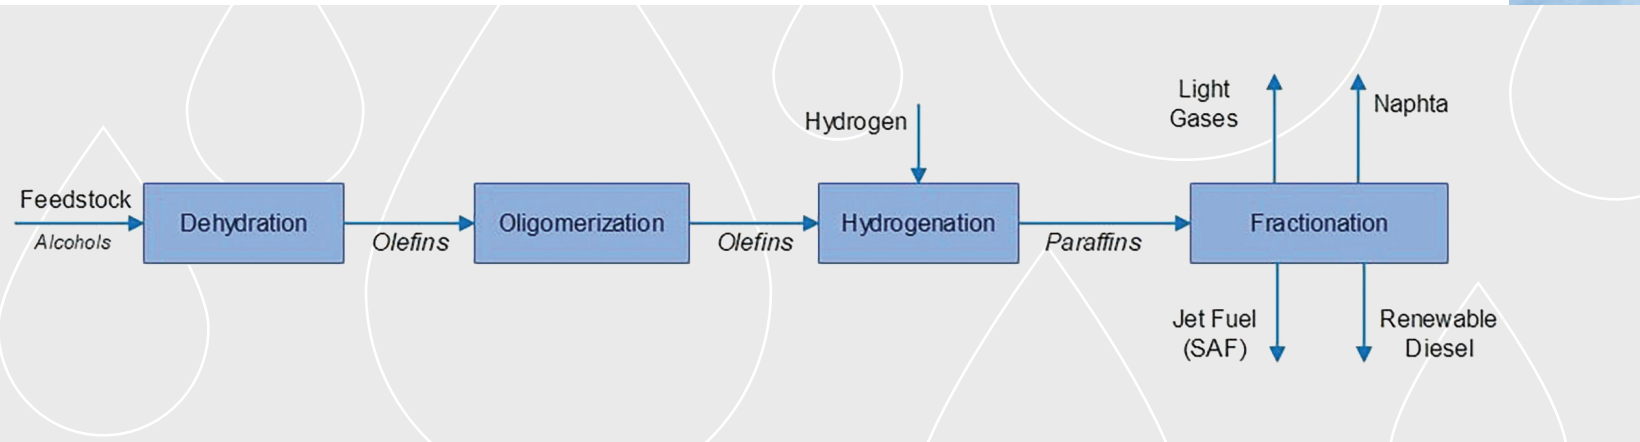 Feedstock
Alcohols
Dehydration
Olefins
Oligomerization
Olefins
Hydrogen
Hydrogenation
Paraffins
Light
Gases
Naphta
Fractionation
Jet Fuel
(SAF)
Renewable
Diesel